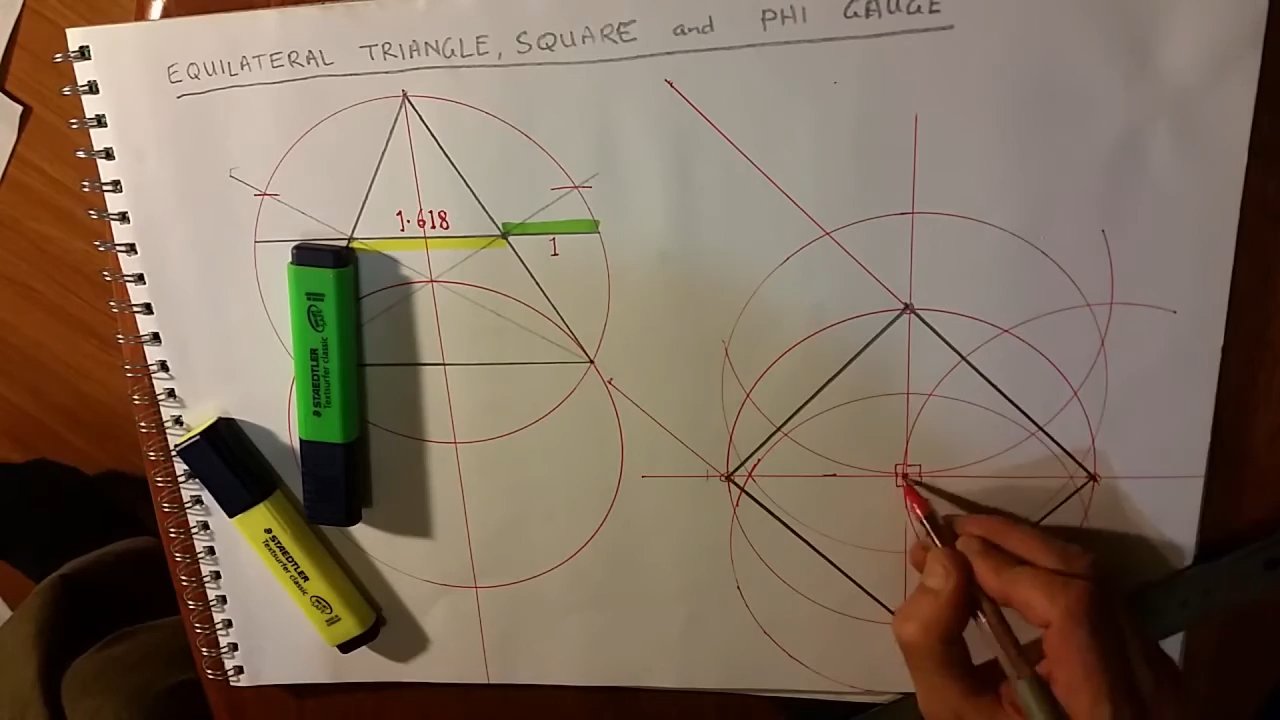 EQUILATERAL TRIANGLE, SQUARE and PHI GAUGE
1.618
1
STAEDTLER
Textsurfer classic
STAEDTLER
Textsurfer classic